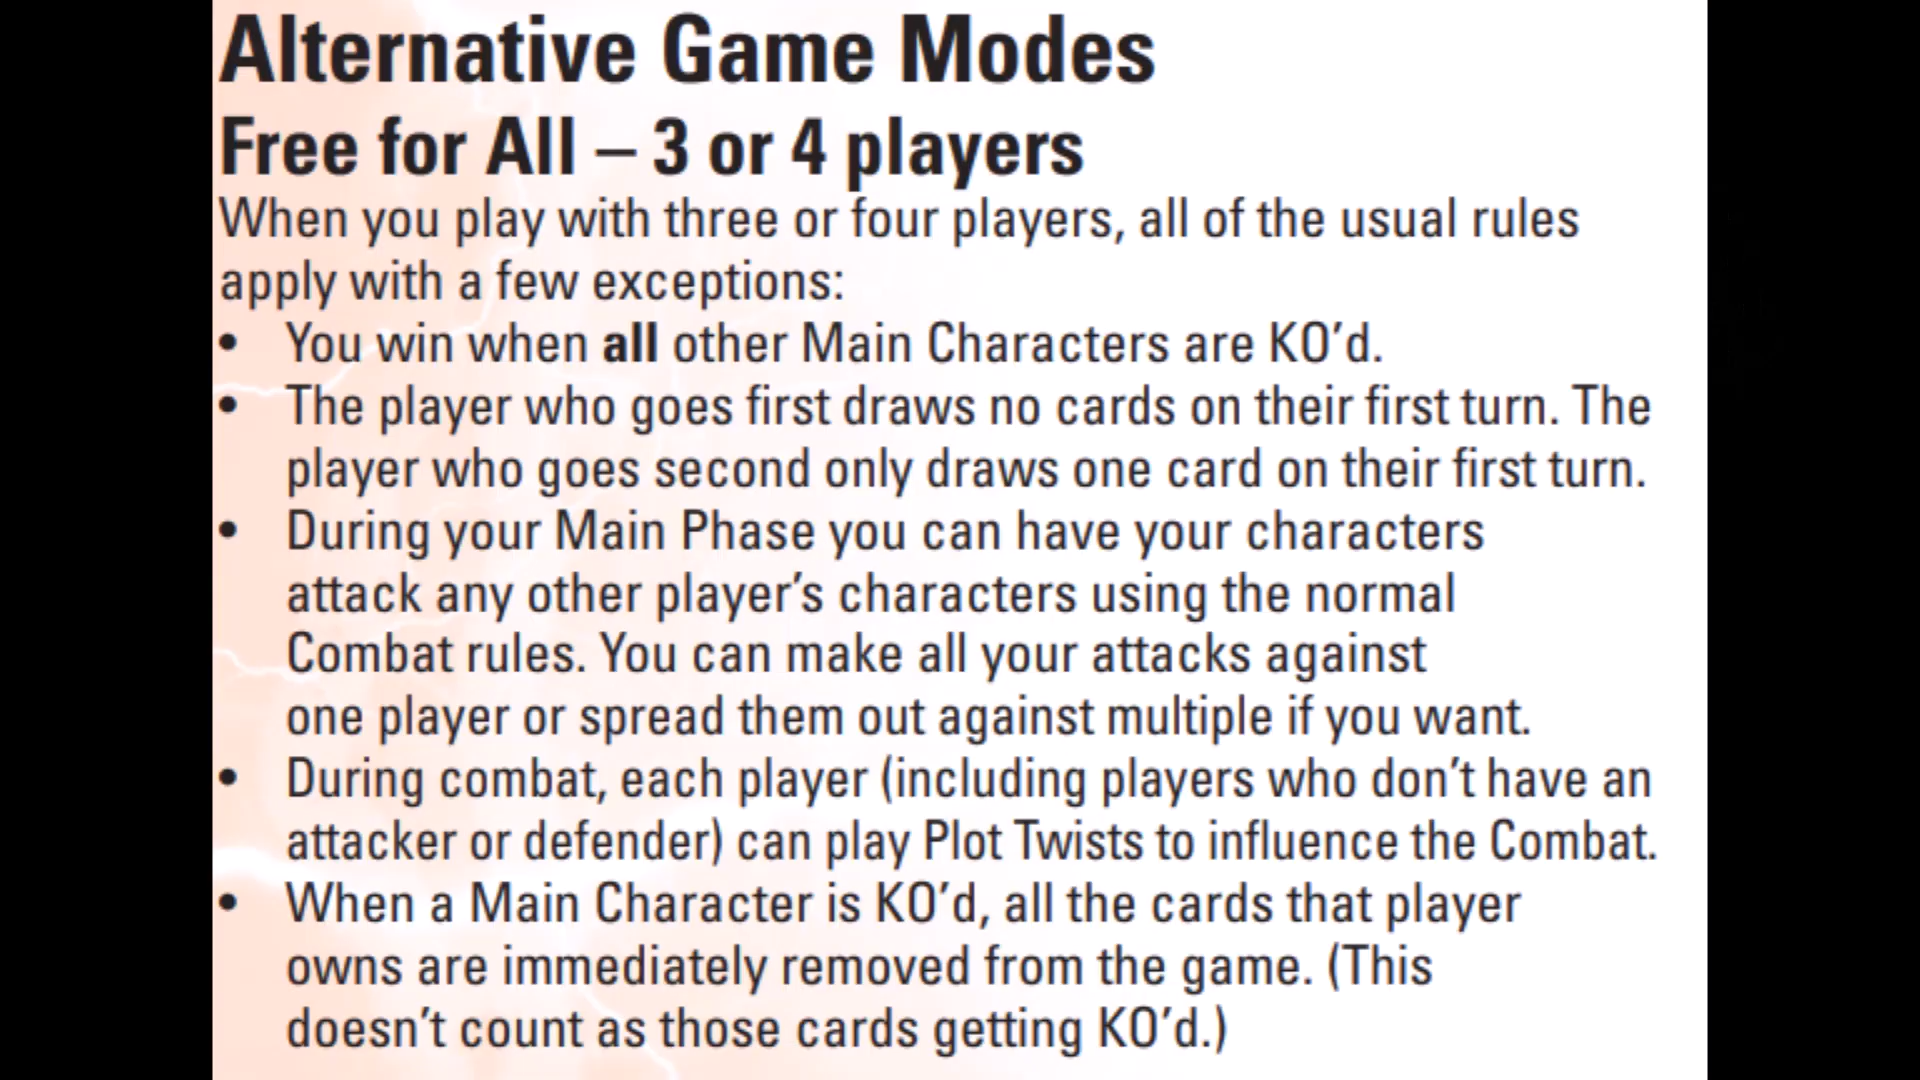 Alternative Game Modes
Free for All – 3 or 4 players
When you play with three or four players, all of the usual rules
apply with a few exceptions:
• You win when all other Main Characters are KO’d.
• The player who goes first draws no cards on their first turn. The
player who goes second only draws one card on their first turn.
• During your Main Phase you can have your characters
attack any other player’s characters using the normal
Combat rules. You can make all your attacks against
one player or spread them out against multiple if you want.
• During combat, each player (including players who don’t have an
attacker or defender) can play Plot Twists to influence the Combat.
• When a Main Character is KO’d, all the cards that player
owns are immediately removed from the game. (This
doesn’t count as those cards getting KO’d.)